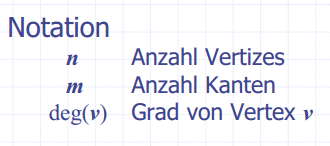 Notation
n Anzahl Vertizes
m Anzahl Kanten
deg(v) Grad von Vertex v